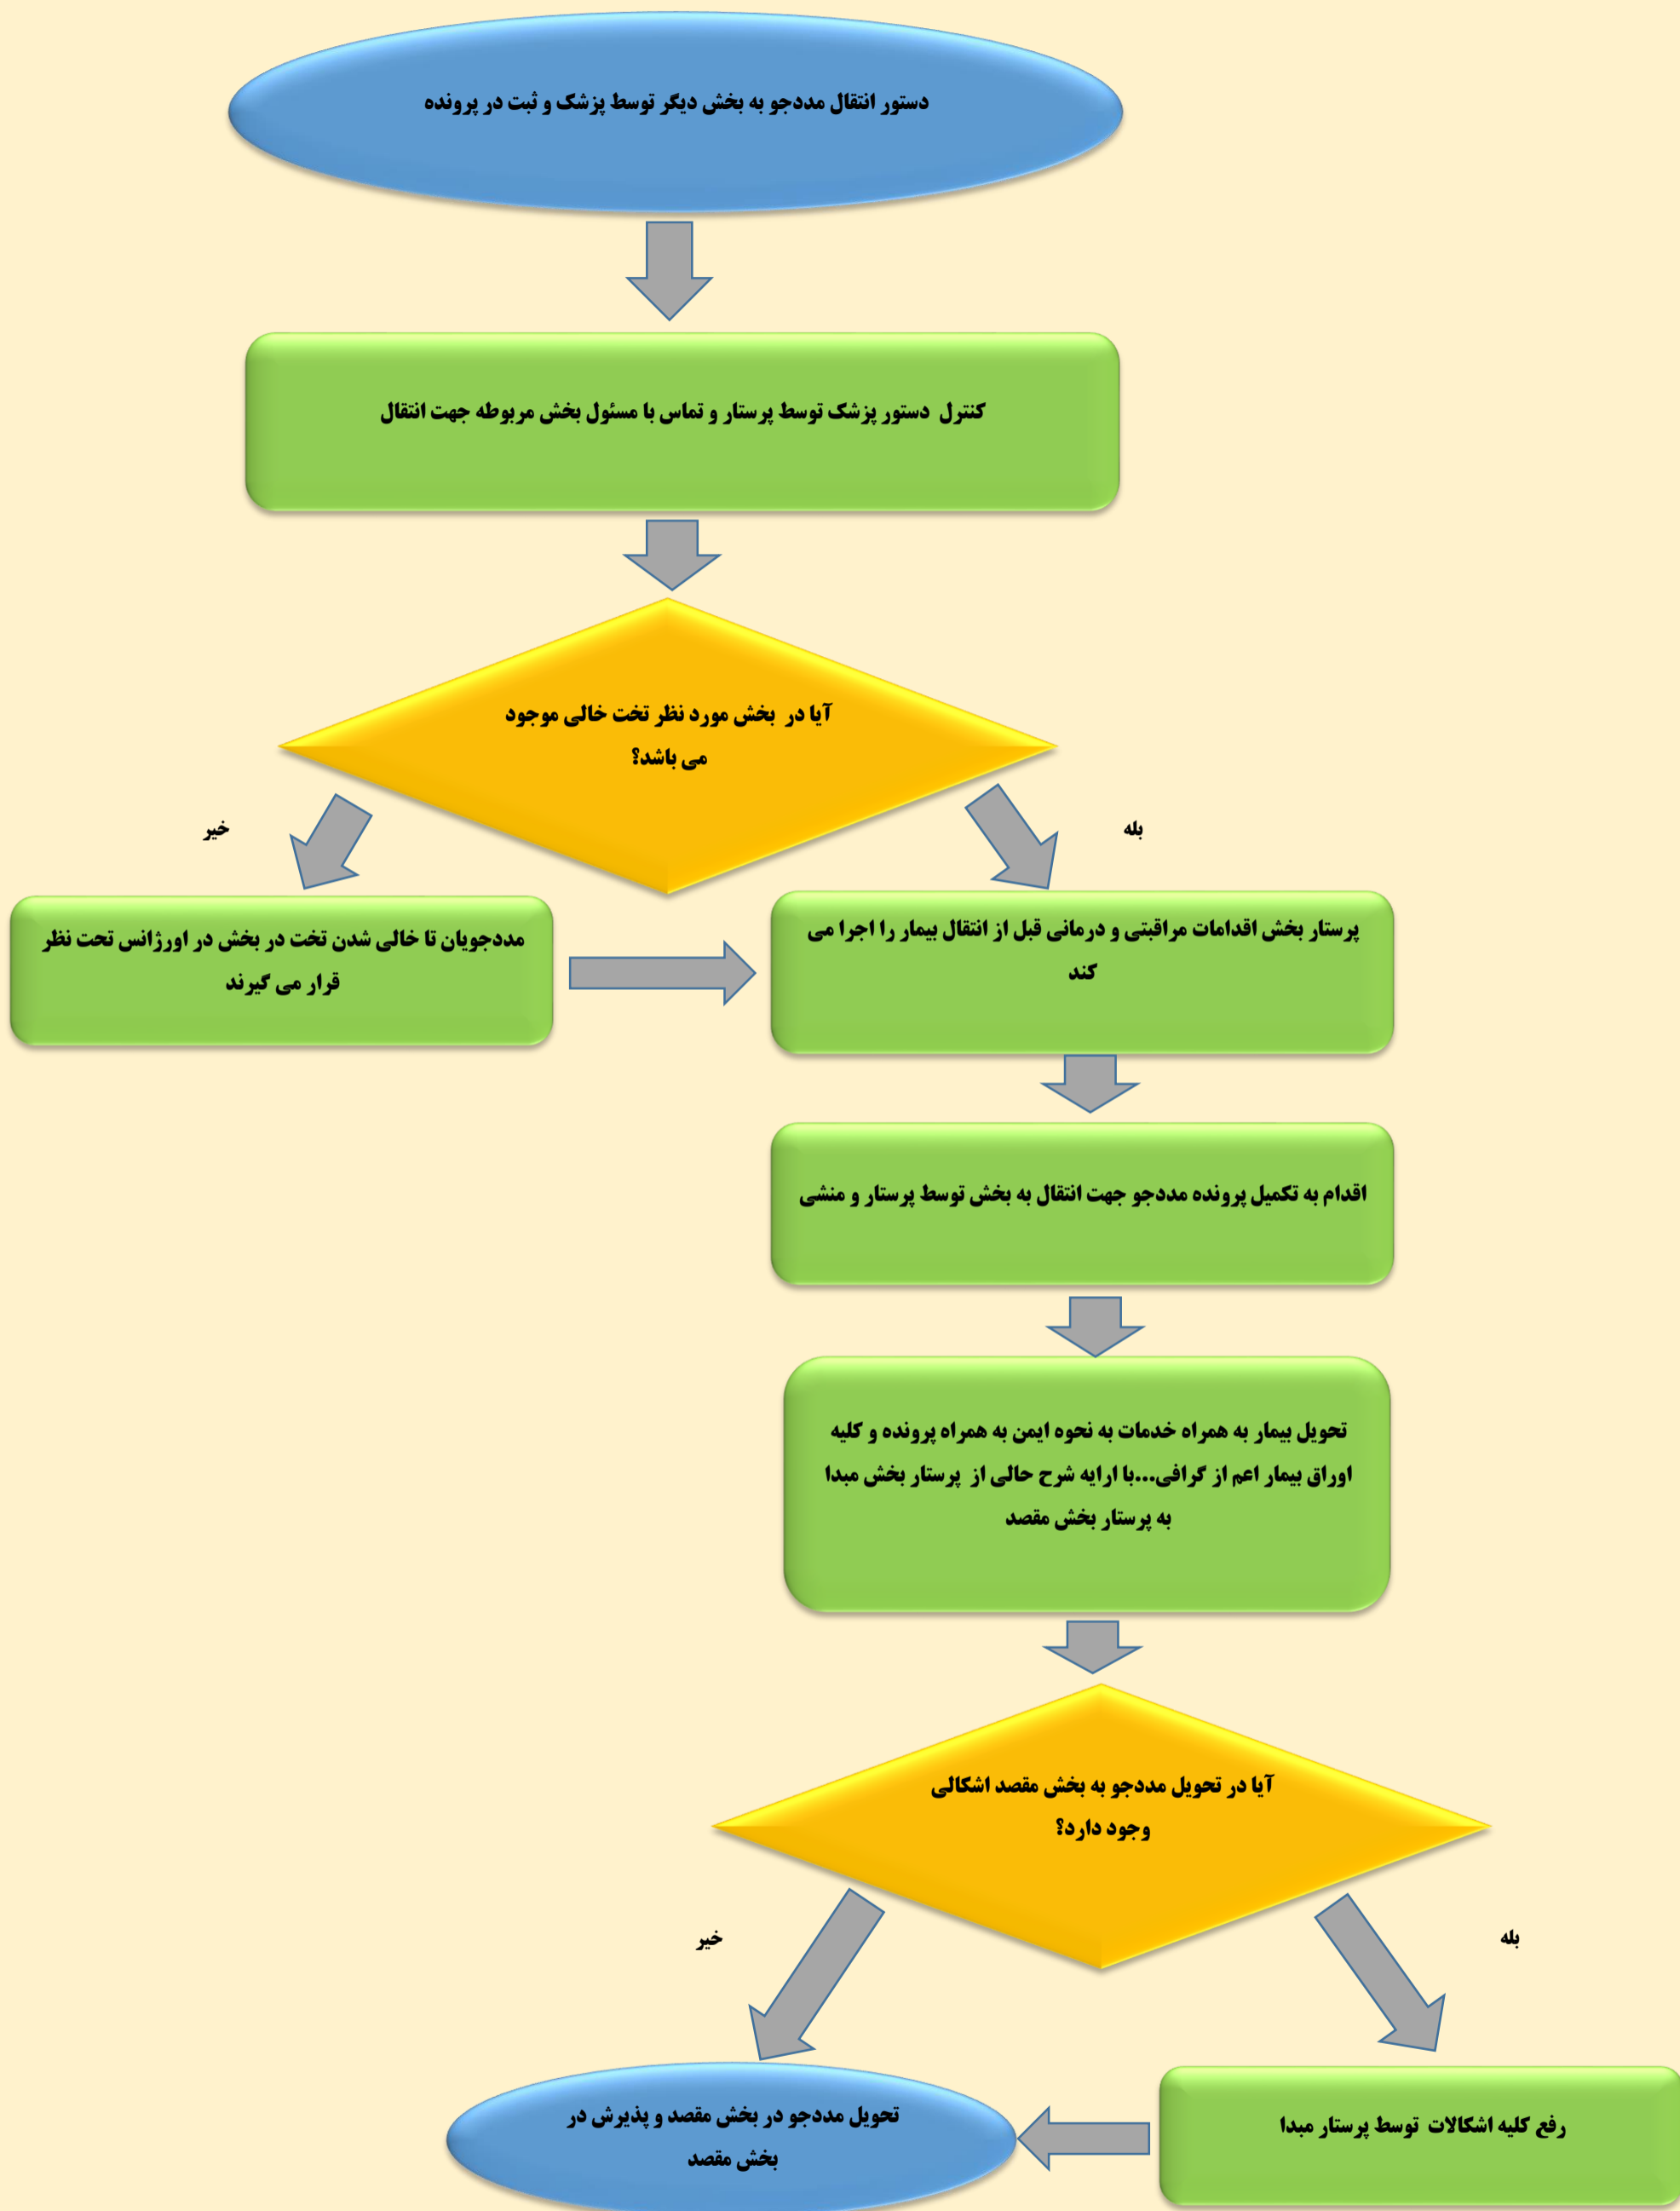 دستور انتقال مددجو به بخش دیگر توسط پزشک و ثبت در پرونده
کنترل دستور پزشک توسط پرستار و تماس با مسئول بخش مربوطه جهت انتقال
آیا در بخش مورد نظر تخت خالی موجود
می باشد؟
بله
خیر
پرستار بخش اقدامات مراقبتی و درمانی قبل از انتقال بیمار را اجرا می
کند
مددجویان تا خالی شدن تخت در بخش در اورژانس تحت نظر
قرار می گیرند
اقدام به تکمیل پرونده مددجو جهت انتقال به بخش توسط پرستار و منشی
تحویل بیمار به همراه خدمات به نحوه ایمن به همراه پرونده و کلیه
اوراق بیمار اعم از گرافی...با ارایه شرح حالی از پرستار بخش مبدا
به پرستار بخش مقصد
آیا در تحویل مددجو به بخش مقصد اشکالی
وجود دارد؟
بله
خیر
رفع کلیه اشکالات توسط پرستار مبدا
تحویل مددجو در بخش مقصد و پذیرش در
بخش مقصد